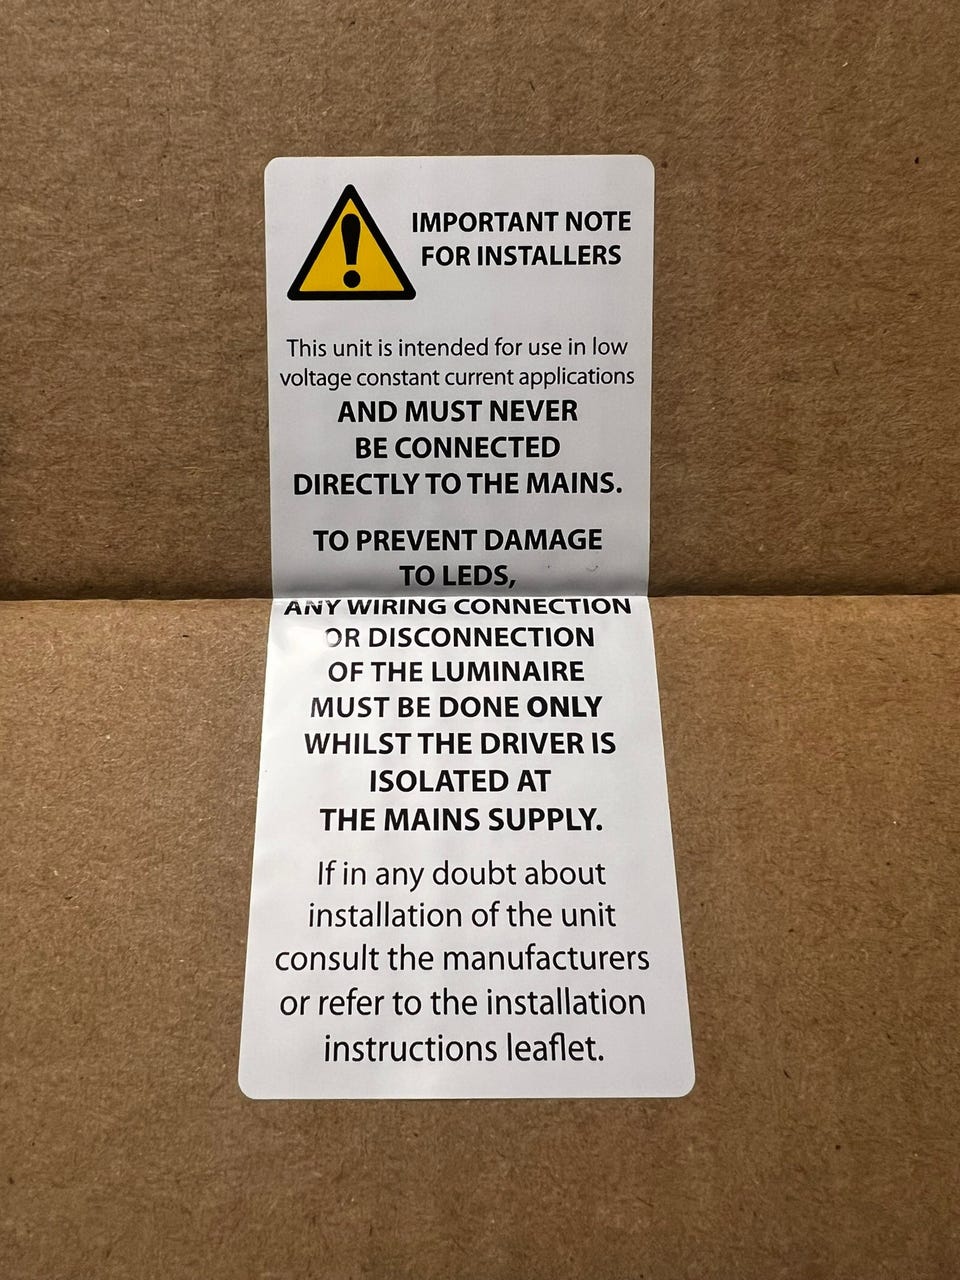 IMPORTANT NOTE
FOR INSTALLERS
This unit is intended for use in low
voltage constant current applications
AND MUST NEVER
BE CONNECTED
DIRECTLY TO THE MAINS.
TO PREVENT DAMAGE
TO LEDS,
ANY WIRING CONNECTION
OR DISCONNECTION
OF THE LUMINAIRE
MUST BE DONE ONLY
WHILST THE DRIVER IS
ISOLATED AT
THE MAINS SUPPLY.
If in any doubt about
installation of the unit
consult the manufacturers
or refer to the installation
instructions leaflet.